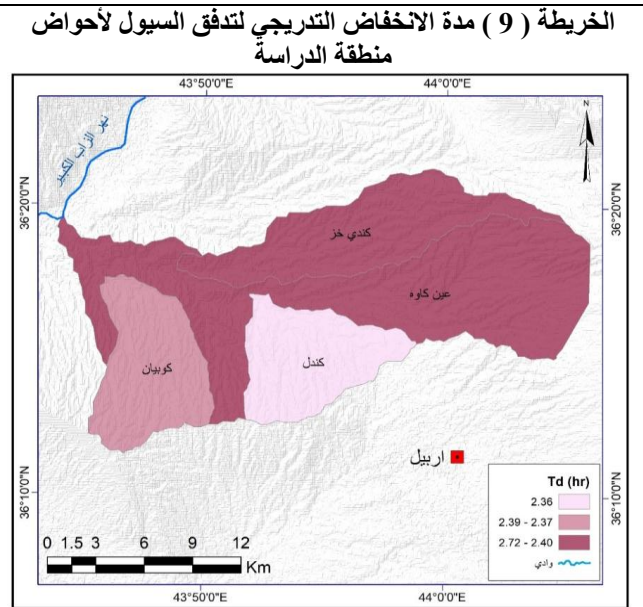 الخريطة ( 9 ) مدة الانخفاض التدريجي لتدفق السيول لأحواض
منطقة الدراسة
43°50'0"E
44°0'0"E
N
نهر الزاب الكبير
36°20'0"N
36°20'0"N
كندي خز
عين كاوه
كوبيان
كندل
اربيل
36°10'0"N
36°10'0"N
Td (hr)
2.36
2.39 - 2.37
2.72 - 2.40
وادي
0 1.5 3 6 9 12
Km
43°50'0"E
44°0'0"E